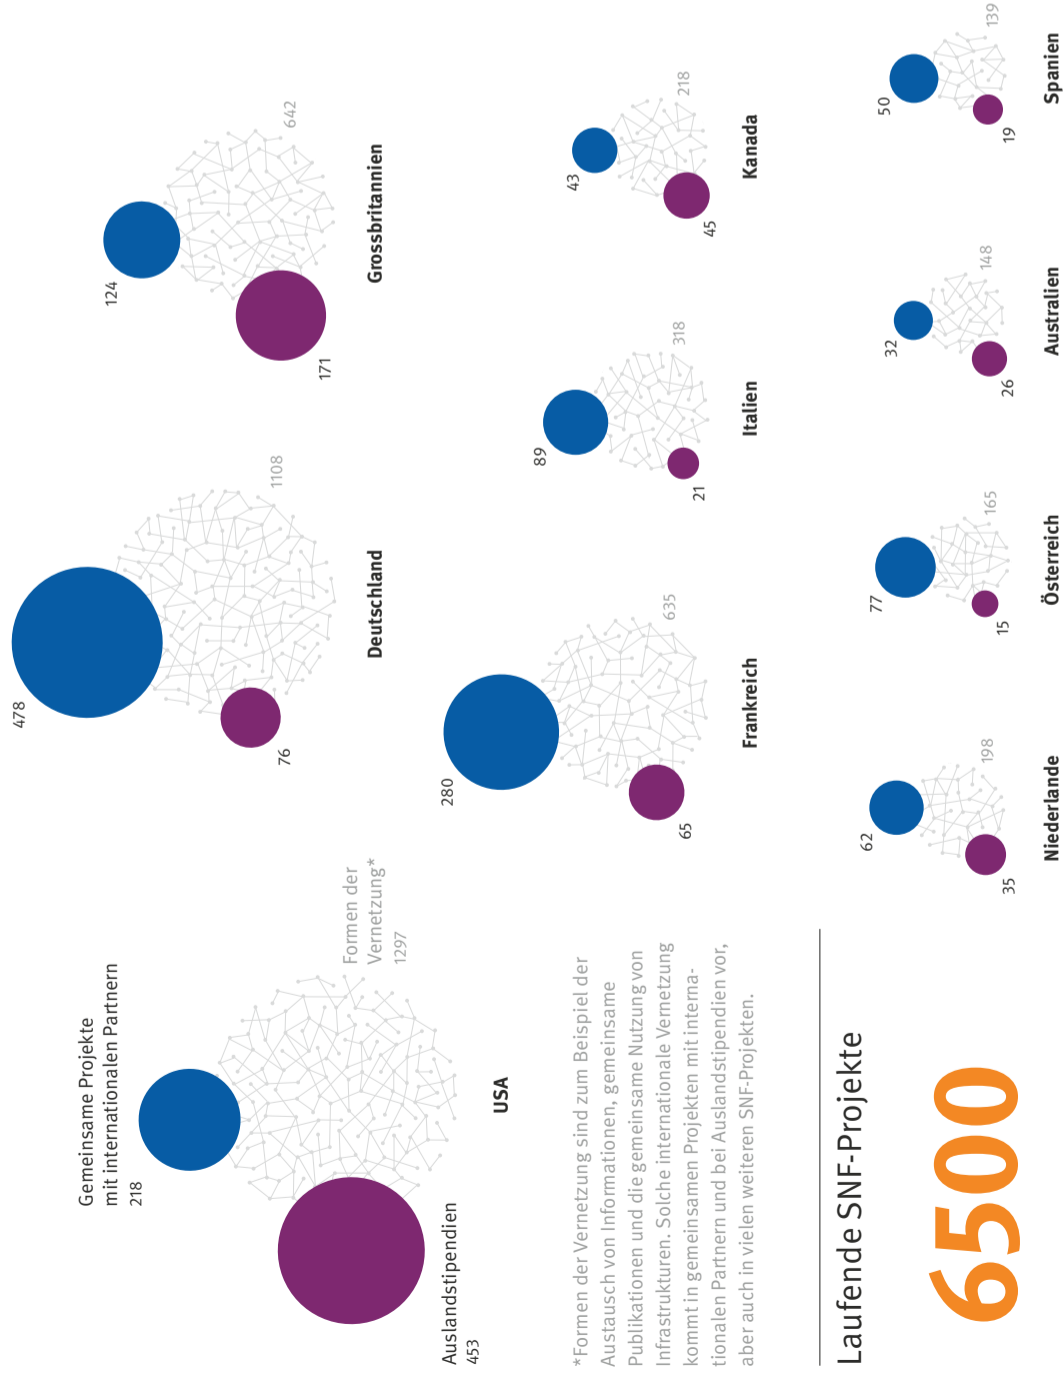 Gemeinsame Projekte
mit internationalen Partnern
218
Formen der
Vernetzung*
1297
Auslandstipendien
453
USA
478
1108
76
Deutschland
124
642
171
Grossbritannien
280
635
65
Frankreich
89
318
21
Italien
43
218
45
Kanada
*Formen der Vernetzung sind zum Beispiel der
Austausch von Informationen, gemeinsame
Publikationen und die gemeinsame Nutzung von
Infrastrukturen. Solche internationale Vernetzung
kommt in gemeinsamen Projekten mit interna-
tionalen Partnern und bei Auslandstipendien vor,
aber auch in vielen weiteren SNF-Projekten.
Laufende SNF-Projekte
6500
62
198
35
Niederlande
77
165
15
Österreich
32
148
26
Australien
50
139
19
Spanien